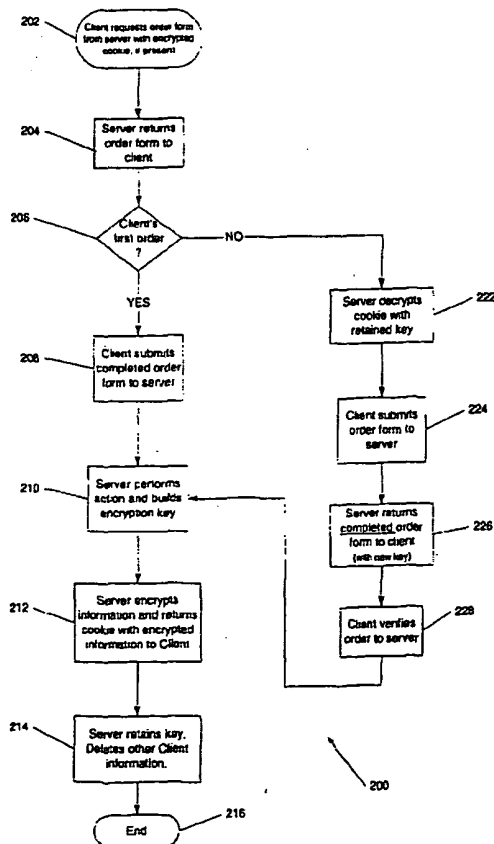 202
Client requests order form
from server with encrypted
cookie, if present
204
Server returns
order form to
client
206
Client's
first order
?
NO
YES
222
Server decrypts
cookie with
retained key
208
Client submits
completed order
form to server
224
Client submits
order form to
server
210
Server performs
action and builds
encryption key
226
Server returns
completed order
form to client
(with new key)
212
Server encrypts
information and returns
cookie with encrypted
information to Client
228
Client verifies
order to server
214
Server retains key,
Deletes other Client
information.
200
End
216